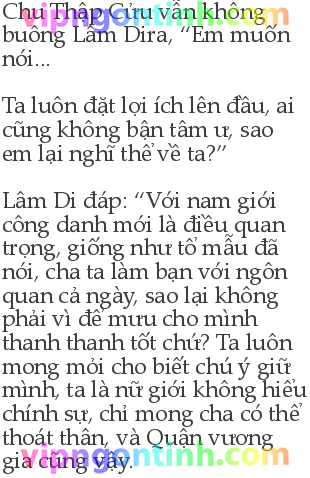 Chu Thập Cửu vẫn không
vipngontinh.com
buông Lâm Dira, “Em muốn
nói...
Ta luôn đặt lợi ích lên đầu, ai
cũng không bận tâm ư, sao
em lại nghĩ thể về ta?”
Lâm Di đáp: “Với nam giới
công danh mới là điều quan
trọng, giống như tổ mẫu đã
nói, cha ta làm bạn với ngôn
quan cả ngày, sao lại không
phải vì để mưu cho mình
thanh thanh tốt chứ? Ta luôn
mong mỏi cho biết chú ý giữ
mình, ta là nữ giới không hiểu
chính sự, chỉ mong cha có thể
thoát thân, và Quận vương
gia cũng vậy.
vipngontinh.com